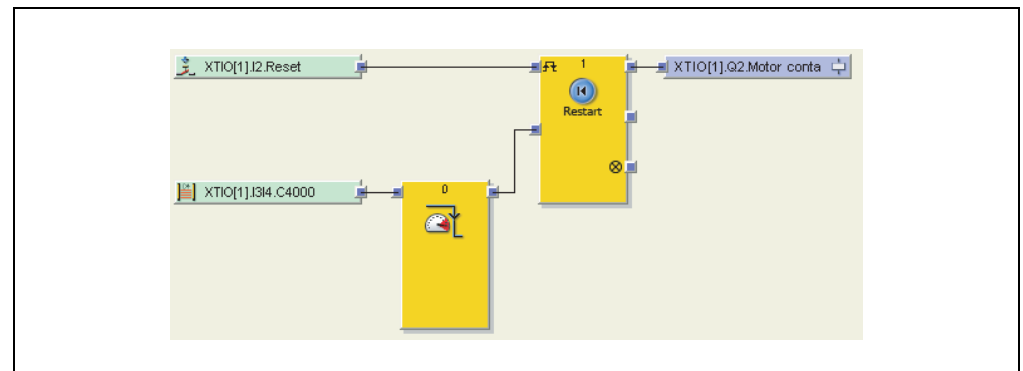 XTIO[1].I2.Reset
1
XTIO[1].Q2.Motor conta
Restart
XTIO[1].I3I4.C4000
0